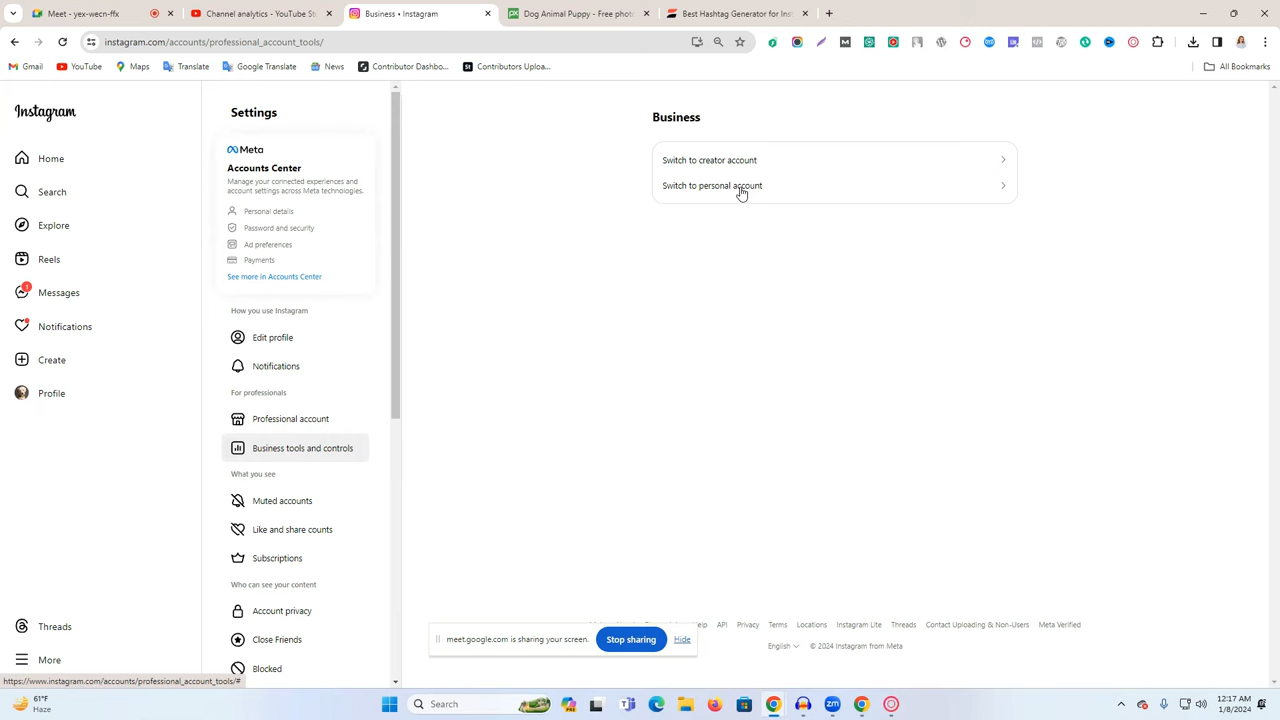 Meet - yex-wecn-ffx
Channel analytics - YouTube St
Business • Instagram
Dog Animal Puppy - Free phot
Best Hashtag Generator for Inst
instagram.com/accounts/professional_account_tools/
Gmail
YouTube
Maps
Translate
Google Translate
News
Contributor Dashbo...
Contributors Uploa...
All Bookmarks
Instagram
Home
Search
Explore
Reels
1
Messages
Notifications
Create
Profile
Threads
More
https://www.instagram.com/accounts/professional_account_tools/#
Settings
Meta
Accounts Center
Manage your connected experiences and
account settings across Meta technologies.
Personal details
Password and security
Ad preferences
Payments
See more in Accounts Center
How you use Instagram
Edit profile
Notifications
For professionals
Professional account
Business tools and controls
What you see
Muted accounts
Like and share counts
Subscriptions
Who can see your content
Account privacy
Close Friends
Blocked
Business
Switch to creator account
Switch to personal account
API
Privacy
Terms
Locations
Instagram Lite
Threads
Contact Uploading & Non-Users
Meta Verified
English
© 2024 Instagram from Meta
meet.google.com is sharing your screen.
Stop sharing
Hide
61°F
Haze
Search
zm
12:17 AM
1/8/2024